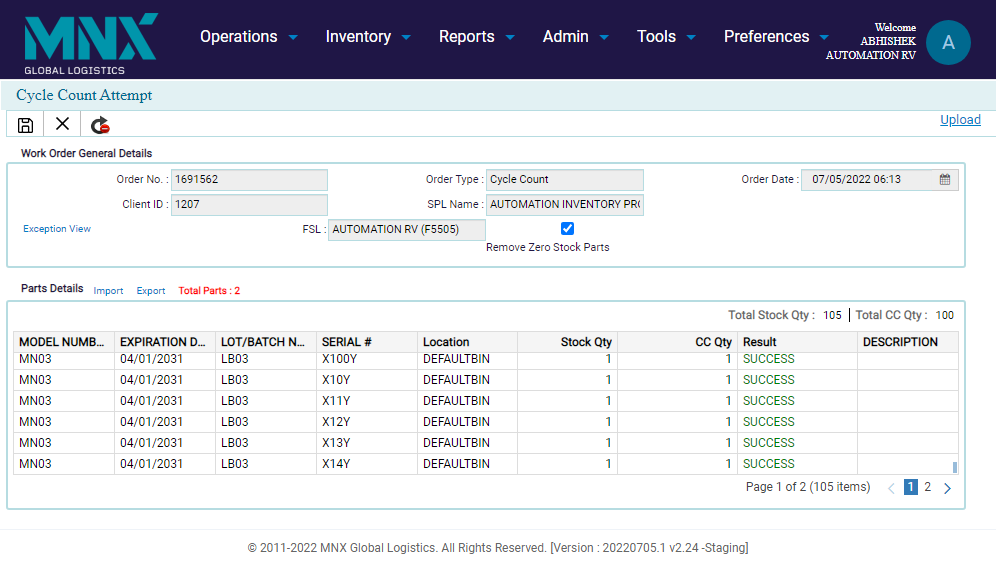 MNX
GLOBAL LOGISTICS
Operations Inventory Reports Admin Tools Preferences
Welcome
ABHISHEK
AUTOMATION RV
A
Cycle Count Attempt
Upload
Work Order General Details
Order No. : 1691562 Order Type : Cycle Count Order Date : 07/05/2022 06:13
Client ID : 1207 SPL Name : AUTOMATION INVENTORY PR
Exception View FSL : AUTOMATION RV (F5505)
Remove Zero Stock Parts
Parts Details Import Export Total Parts : 2
Total Stock Qty : 105 | Total CC Qty : 100
MODEL NUMB... EXPIRATION D... LOT/BATCH N... SERIAL # Location Stock Qty CC Qty Result DESCRIPTION
MN03 04/01/2031 LB03 X100Y DEFAULTBIN 1 1 SUCCESS
MN03 04/01/2031 LB03 X10Y DEFAULTBIN 1 1 SUCCESS
MN03 04/01/2031 LB03 X11Y DEFAULTBIN 1 1 SUCCESS
MN03 04/01/2031 LB03 X12Y DEFAULTBIN 1 1 SUCCESS
MN03 04/01/2031 LB03 X13Y DEFAULTBIN 1 1 SUCCESS
MN03 04/01/2031 LB03 X14Y DEFAULTBIN 1 1 SUCCESS
Page 1 of 2 (105 items) 1 2
© 2011-2022 MNX Global Logistics. All Rights Reserved. [Version : 20220705.1 v2.24 -Staging]